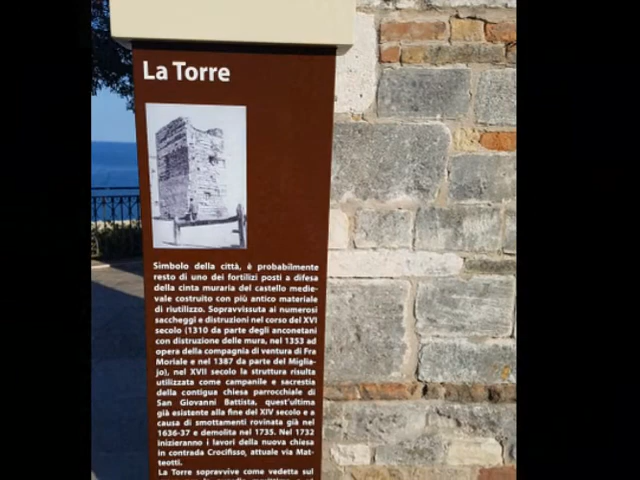 La Torre
Simbolo della città, è probabilmente
resto di uno dei fortilizi posti a difesa
della cinta muraria del castello medie-
vale costruito con più antico materiale
di riutilizzo. Sopravvissuta ai numerosi
saccheggi e distruzioni nel corso del XVI
secolo (1310 da parte degli anconetani
con distruzione delle mura, nel 1353 ad
opera della compagnia di ventura di Fra
Moriale e nel 1387 da parte del Miglia-
jo), nel XVII secolo la struttura risulta
utilizzata come campanile e sacrestia
della contigua chiesa parrocchiale di
San Giovanni Battista, quest'ultima
già esistente alla fine del XIV secolo e a
causa di smottamenti rovinata già nel
1636-37 e demolita nel 1735. Nel 1732
inizieranno i lavori della nuova chiesa
in contrada Crocifisso, attuale via Mat-
teotti.
La Torre sopravvive come vedetta sul